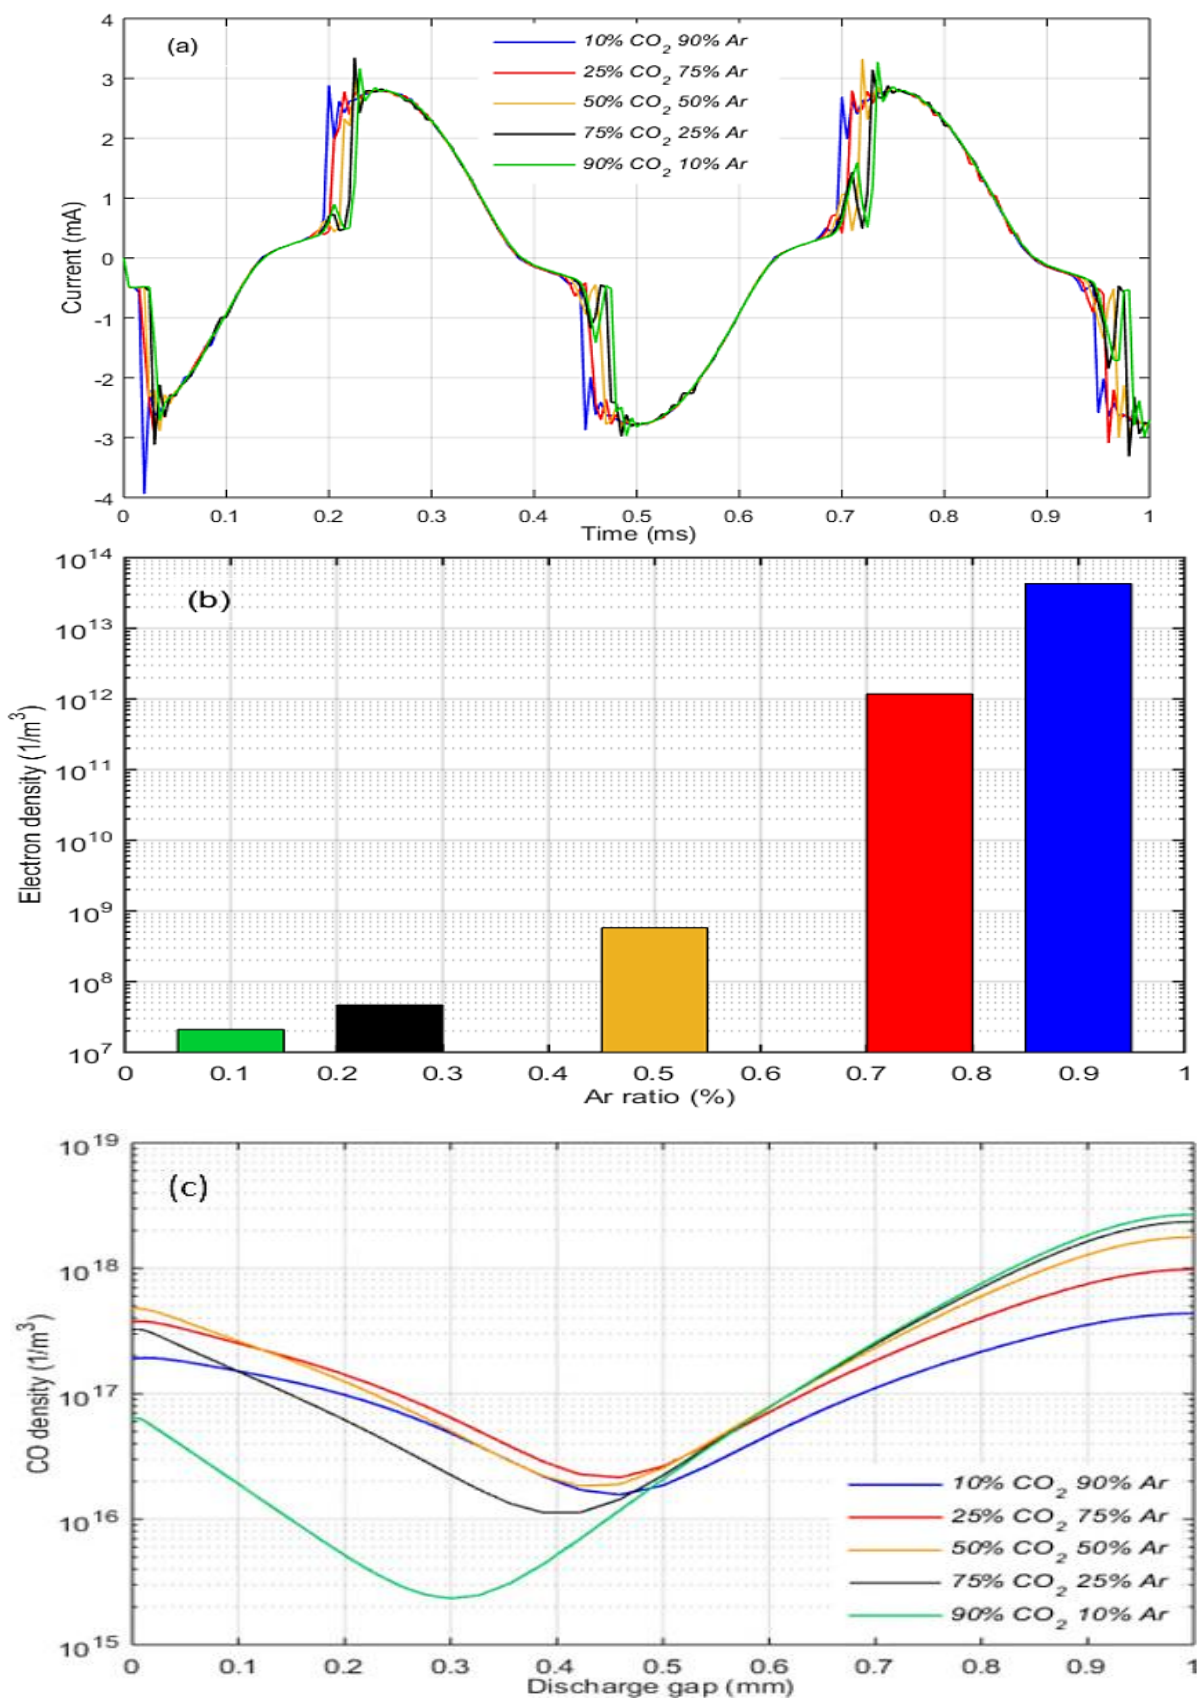 (a)
10% CO2 90% Ar
25% CO2 75% Ar
50% CO2 50% Ar
75% CO2 25% Ar
90% CO2 10% Ar
Current (mA)
4
3
2
1
0
-1
-2
-3
-4
0 0.1 0.2 0.3 0.4 0.5 0.6 0.7 0.8 0.9 1
Time (ms)
(b)
Electron density (1/m^3)
10^14
10^13
10^12
10^11
10^10
10^9
10^8
10^7
0 0.1 0.2 0.3 0.4 0.5 0.6 0.7 0.8 0.9 1
Ar ratio (%)
(c)
CO density (1/m^3)
10^19
10^18
10^17
10^16
10^15
10% CO2 90% Ar
25% CO2 75% Ar
50% CO2 50% Ar
75% CO2 25% Ar
90% CO2 10% Ar
0 0.1 0.2 0.3 0.4 0.5 0.6 0.7 0.8 0.9 1
Discharge gap (mm)